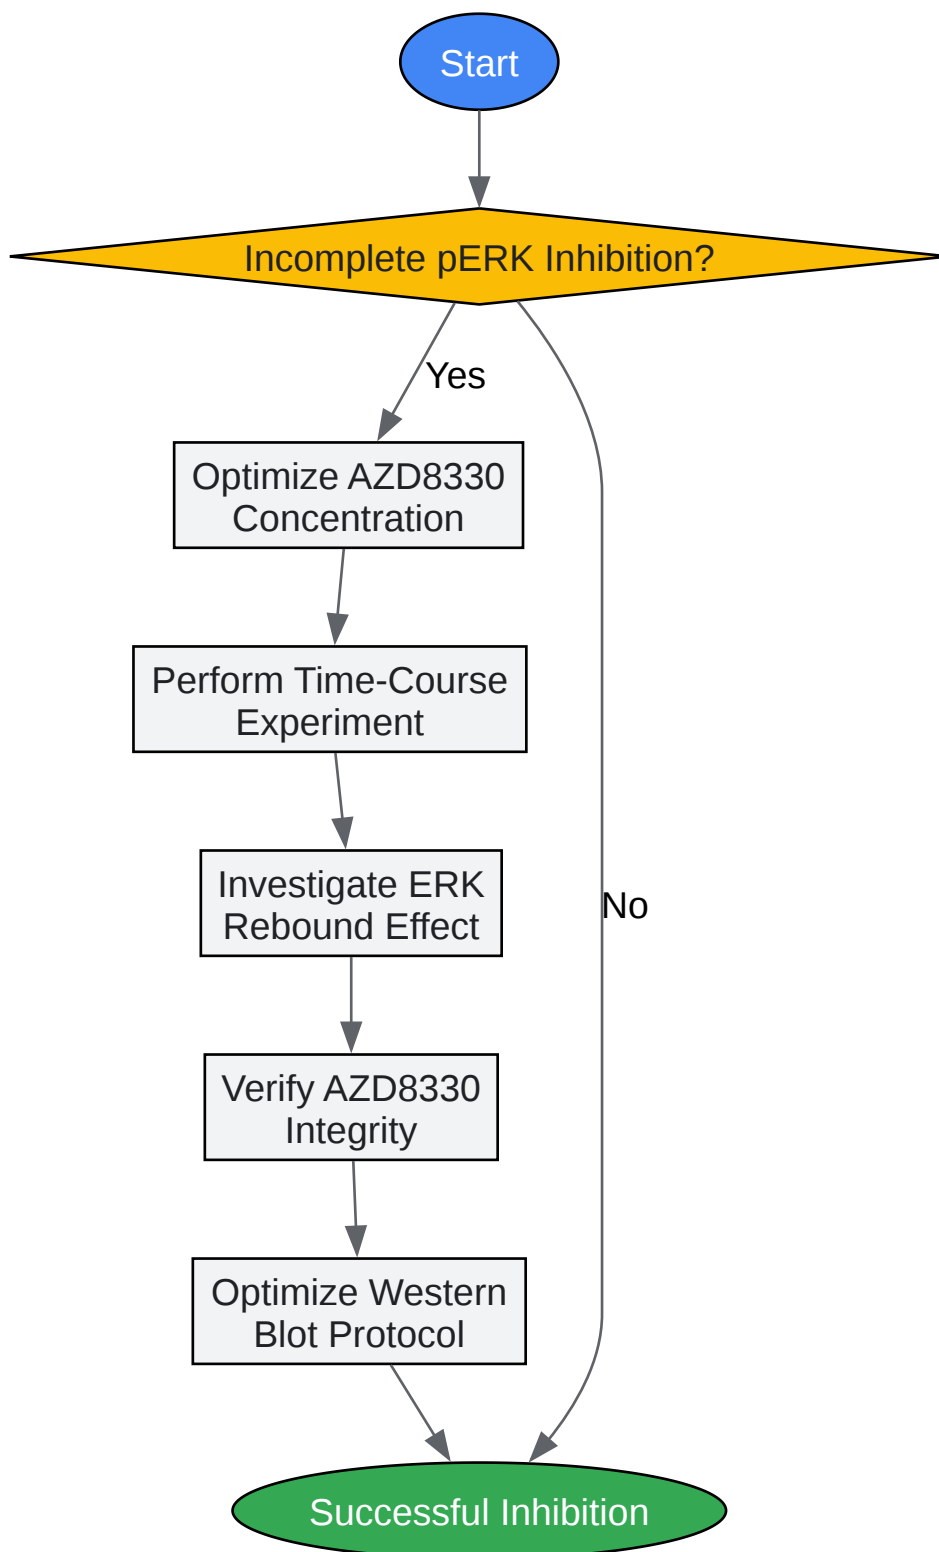 Start
Incomplete pERK Inhibition?
Yes
Optimize AZD8330
Concentration
Perform Time-Course
Experiment
Investigate ERK
Rebound Effect
No
Verify AZD8330
Integrity
Optimize Western
Blot Protocol
Successful Inhibition